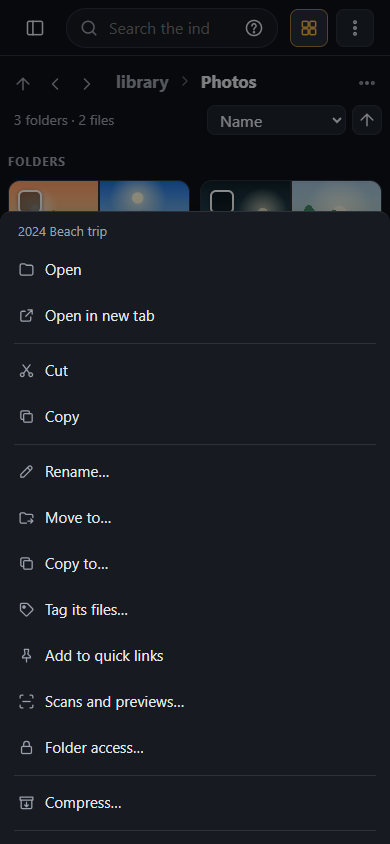 Search the ind
library > Photos
3 folders · 2 files
Name
FOLDERS
2024 Beach trip
Open
Open in new tab
Cut
Copy
Rename...
Move to...
Copy to...
Tag its files...
Add to quick links
Scans and previews...
Folder access...
Compress...